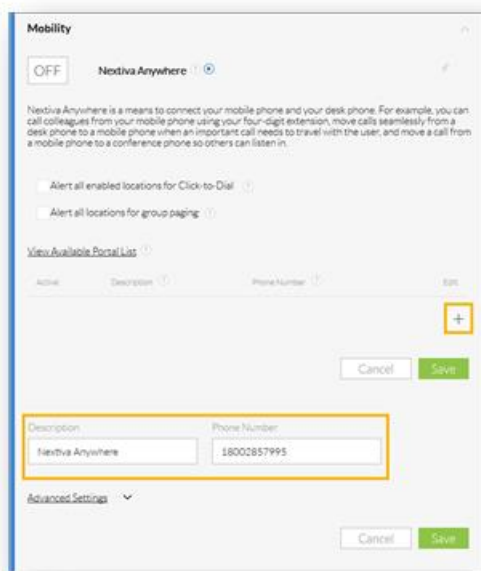 Mobility
OFF Nextiva Anywhere
Nextiva Anywhere is a means to connect your mobile phone and your desk phone. For example, you can
call colleagues from your mobile phone using your four-digit extension, move calls seamlessly from a
desk phone to a mobile phone when an important call needs to travel with the user, and move a call from
a mobile phone to a conference phone so others can listen in.
Alert all enabled locations for Click-to-Dial
Alert all locations for group paging
View Available Portal List
Active Description Phone Number Edit
+
Cancel Save
Description Phone Number
Nextiva Anywhere 18002857995
Advanced Settings
Cancel Save